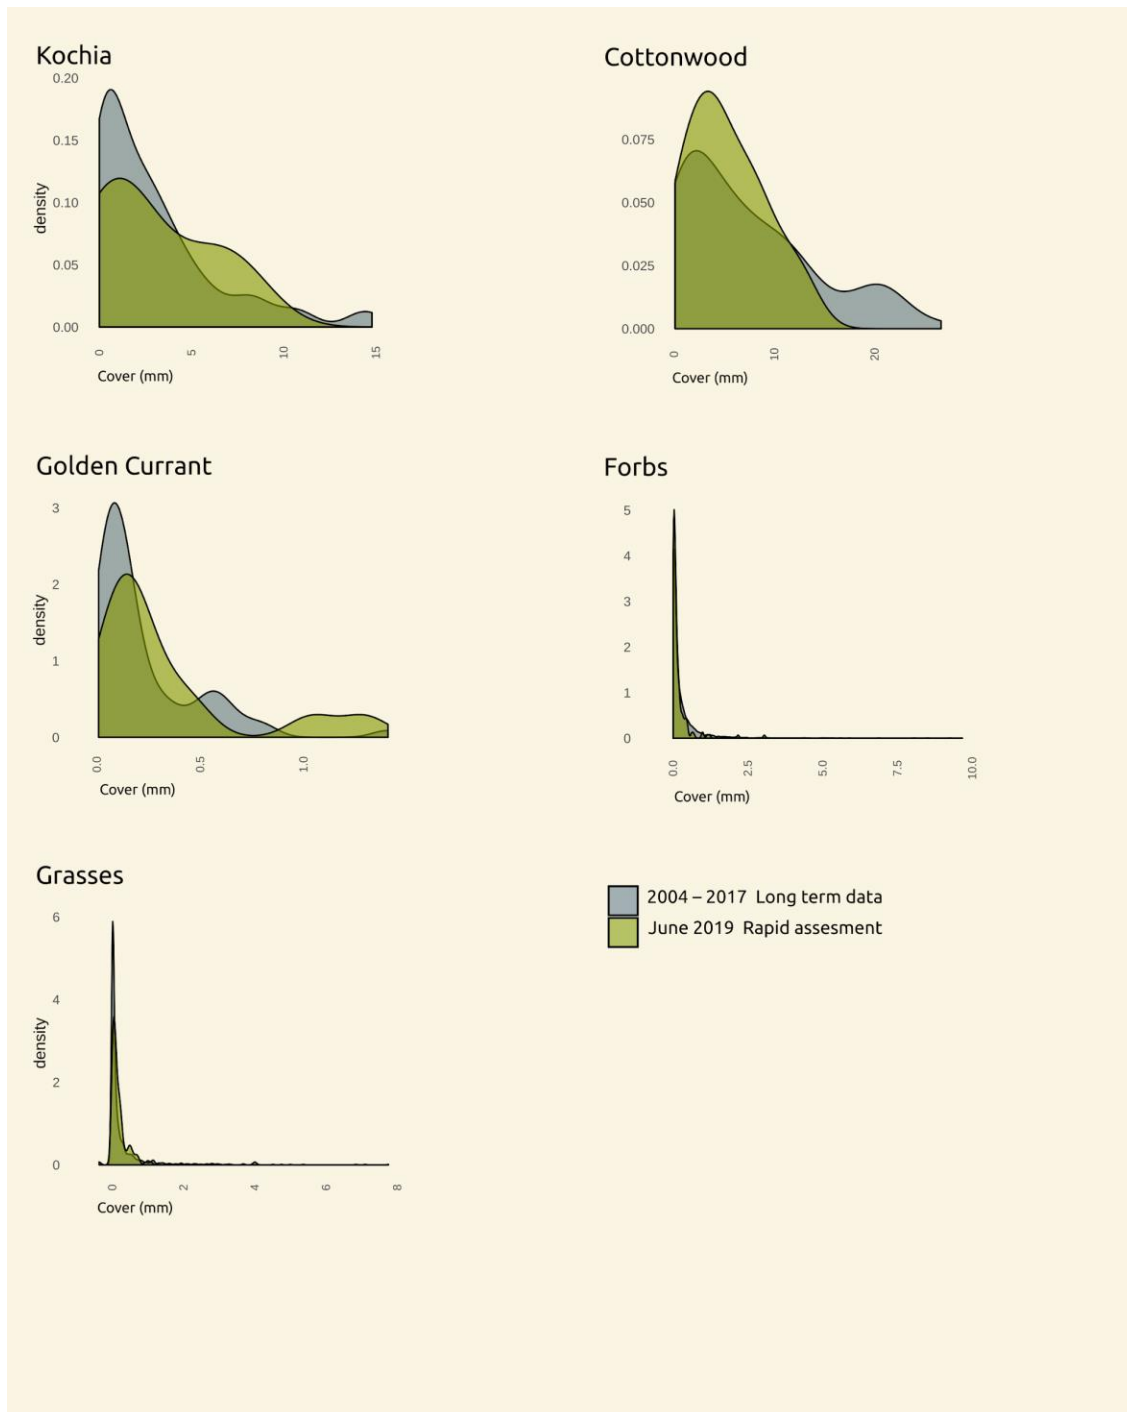 Kochia
0.20
0.15
0.10
0.05
0.00
density
0 5 10 15
Cover (mm)
Cottonwood
0.075
0.050
0.025
0.000
0 10 20
Cover (mm)
Golden Currant
3
2
1
0
density
0.0 0.5 1.0
Cover (mm)
Forbs
5
4
3
2
1
0
0.0 2.5 5.0 7.5 10.0
Cover (mm)
Grasses
6
4
2
0
density
0 2 4 6 8
Cover (mm)
2004 – 2017 Long term data
June 2019 Rapid assesment